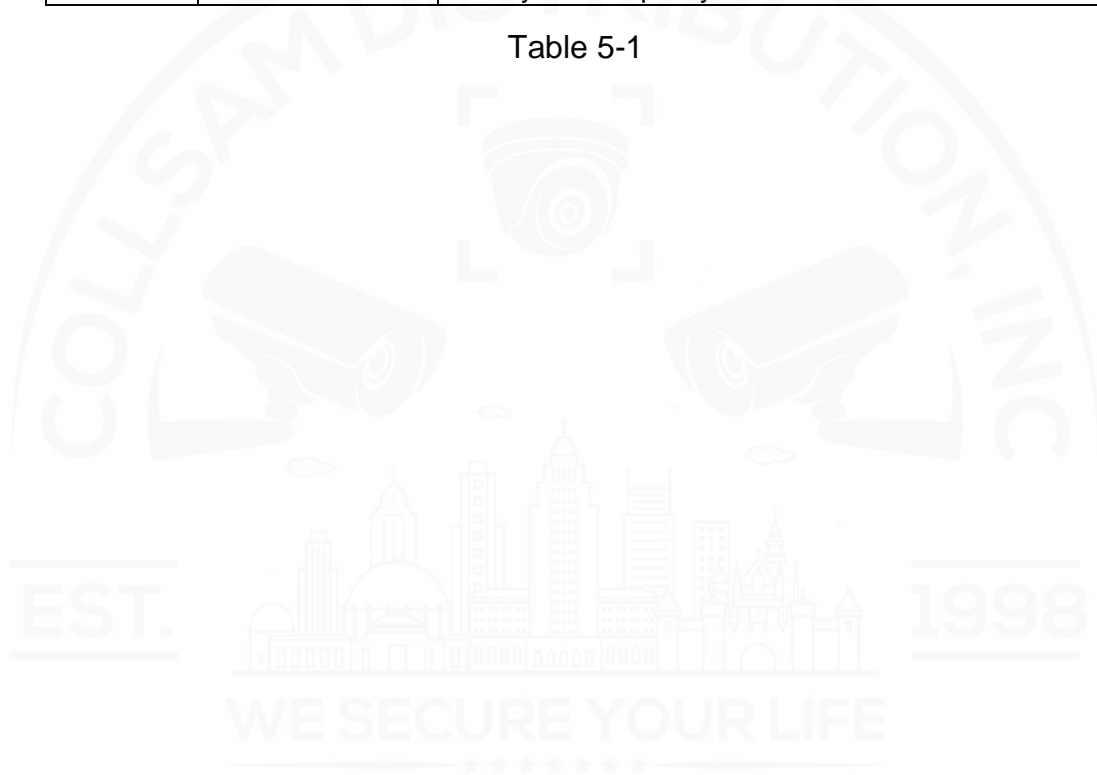 Table 5-1
COLLSAM DISTRIBUTION, INC
EST.
1998
WE SECURE YOUR LIFE